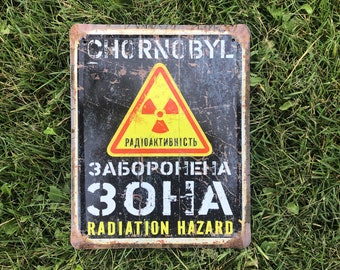 CHORNOBYL
РАДІОАКТИВНІСТЬ
ЗАБОРОНЕНА
ЗОНА
RADIATION HAZARD